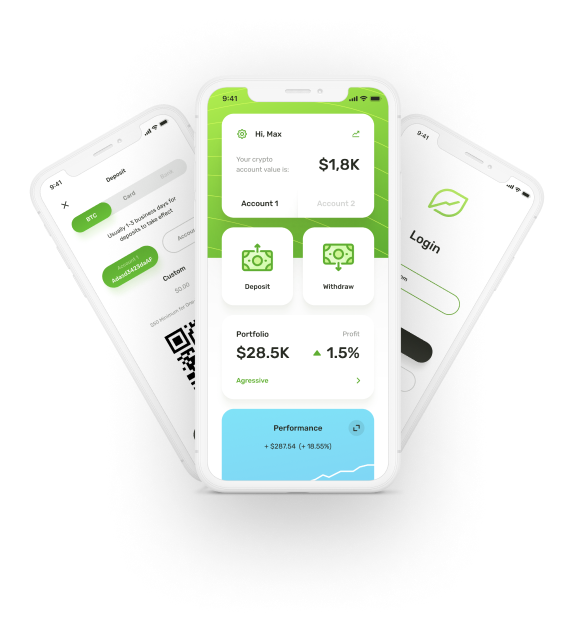 9:41
Deposit
BTC
Card
Bank
Usually 1-3 business days for
deposits to take effect
Account 1
Custom
50.00
9:41
Hi, Max
Your crypto
account value is:
$1,8K
Account 1
Account 2
Deposit
Withdraw
Portfolio
Profit
$28.5K
1.5%
Agressive
Performance
+ $287.54 (+ 18.55%)
9:41
Login